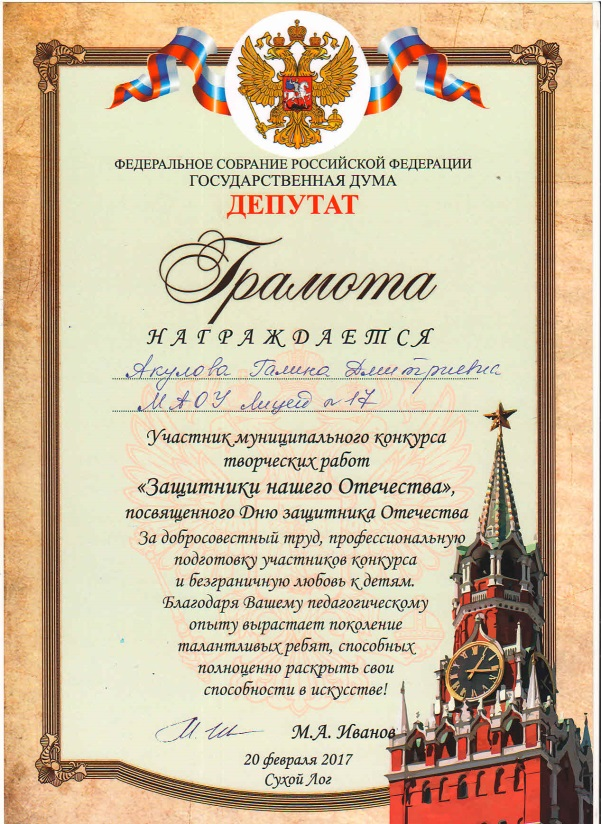 ФЕДЕРАЛЬНОЕ СОБРАНИЕ РОССИЙСКОЙ ФЕДЕРАЦИИ
ГОСУДАРСТВЕННАЯ ДУМА
ДЕПУТАТ
Грамота
НАГРАЖДАЕТСЯ
Акулова Галина Дмитриевна
МАОУ Лицей № 17
Участник муниципального конкурса
творческих работ
«Защитники нашего Отечества»,
посвященного Дню защитника Отечества
За добросовестный труд, профессиональную
подготовку участников конкурса
и безграничную любовь к детям.
Благодаря Вашему педагогическому
опыту вырастает поколение
талантливых ребят, способных
полноценно раскрыть свои
способности в искусстве!
М.А. Иванов
20 февраля 2017
Сухой Лог